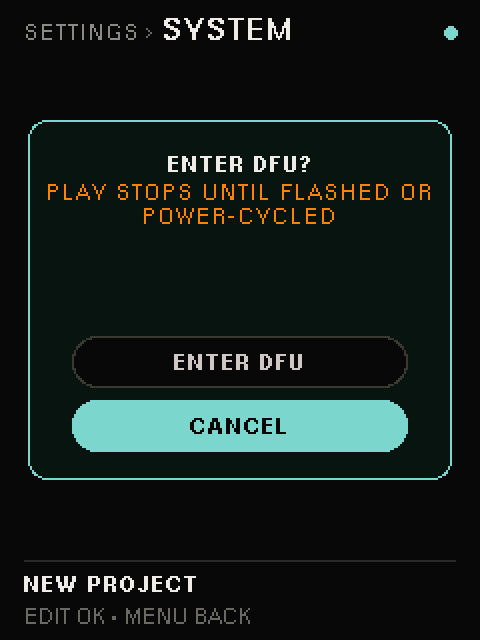 SETTINGS › SYSTEM
ENTER DFU?
PLAY STOPS UNTIL FLASHED OR
POWER-CYCLED
ENTER DFU
CANCEL
NEW PROJECT
EDIT OK • MENU BACK